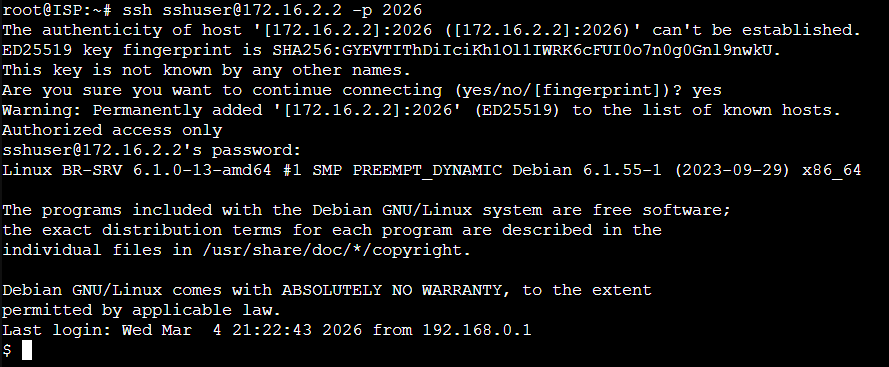 root@ISP:~# ssh sshuser@172.16.2.2 -p 2026
The authenticity of host '[172.16.2.2]:2026 ([172.16.2.2]:2026)' can't be established.
ED25519 key fingerprint is SHA256:GYEVTIThDiIciKh1Ol1IWRK6cFUI0o7n0g0Gnl9nwkU.
This key is not known by any other names.
Are you sure you want to continue connecting (yes/no/[fingerprint])? yes
Warning: Permanently added '[172.16.2.2]:2026' (ED25519) to the list of known hosts.
Authorized access only
sshuser@172.16.2.2's password:
Linux BR-SRV 6.1.0-13-amd64 #1 SMP PREEMPT_DYNAMIC Debian 6.1.55-1 (2023-09-29) x86_64
The programs included with the Debian GNU/Linux system are free software;
the exact distribution terms for each program are described in the
individual files in /usr/share/doc/*/copyright.
Debian GNU/Linux comes with ABSOLUTELY NO WARRANTY, to the extent
permitted by applicable law.
Last login: Wed Mar  4 21:22:43 2026 from 192.168.0.1
$